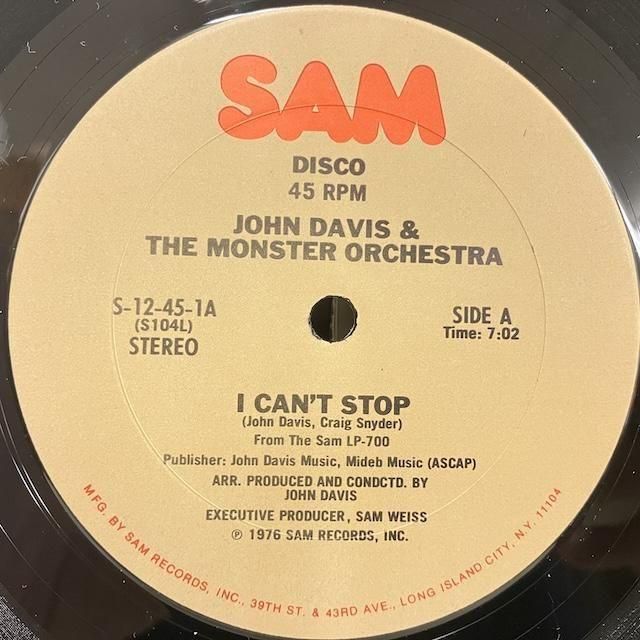 SAM
DISCO
45 RPM
JOHN DAVIS &
THE MONSTER ORCHESTRA
S-12-45-1A
(S104L)
STEREO
SIDE A
Time: 7:02
I CAN'T STOP
(John Davis, Craig Snyder)
From The Sam LP-700
Publisher: John Davis Music, Mideb Music (ASCAP)
ARR. PRODUCED AND CONDCTD. BY
JOHN DAVIS
EXECUTIVE PRODUCER, SAM WEISS
℗ 1976 SAM RECORDS, INC.
MFG. BY SAM RECORDS, INC., 39TH ST. & 43RD AVE., LONG ISLAND CITY, N.Y. 11104